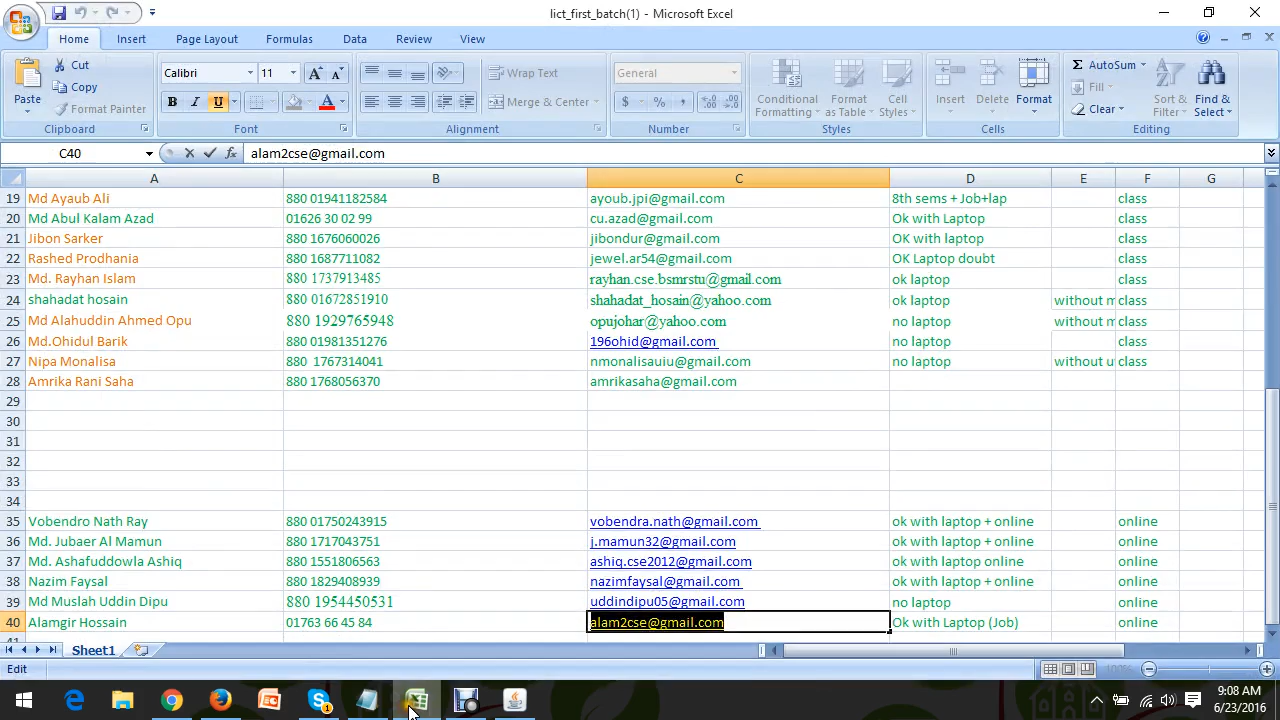 lict_first_batch(1) - Microsoft Excel
Home Insert Page Layout Formulas Data Review View
Paste Cut Copy Format Painter Clipboard
Calibri 11 B I U Font
Wrap Text Merge & Center Alignment
General $ % , Number
Conditional Formatting Format as Table Cell Styles Styles
Insert Delete Format Cells
Σ AutoSum Fill Clear Sort & Filter Find & Select Editing
C40 fx alam2cse@gmail.com
A B C D E F G
19 Md Ayaub Ali 880 01941182584 ayoub.jpi@gmail.com 8th sems + Job+lap class
20 Md Abul Kalam Azad 01626 30 02 99 cu.azad@gmail.com Ok with Laptop class
21 Jibon Sarker 880 1676060026 jibondur@gmail.com OK with laptop class
22 Rashed Prodhania 880 1687711082 jewel.ar54@gmail.com OK Laptop doubt class
23 Md. Rayhan Islam 880 1737913485 rayhan.cse.bsmrstu@gmail.com ok laptop class
24 shahadat hosain 880 01672851910 shahadat_hosain@yahoo.com ok laptop without m class
25 Md Alahuddin Ahmed Opu 880 1929765948 opujohar@yahoo.com no laptop without m class
26 Md.Ohidul Barik 880 01981351276 196ohid@gmail.com no laptop class
27 Nipa Monalisa 880 1767314041 nmonalisauiu@gmail.com no laptop without u class
28 Amrika Rani Saha 880 1768056370 amrikasaha@gmail.com
29
30
31
32
33
34
35 Vobendro Nath Ray 880 01750243915 vobendra.nath@gmail.com ok with laptop + online online
36 Md. Jubaer Al Mamun 880 1717043751 j.mamun32@gmail.com ok with laptop + online online
37 Md. Ashafuddowla Ashiq 880 1551806563 ashiq.cse2012@gmail.com ok with laptop online online
38 Nazim Faysal 880 1829408939 nazimfaysal@gmail.com ok with laptop + online online
39 Md Muslah Uddin Dipu 880 1954450531 uddindipu05@gmail.com no laptop online
40 Alamgir Hossain 01763 66 45 84 alam2cse@gmail.com Ok with Laptop (Job) online
Sheet1
Edit 100%
9:08 AM
6/23/2016